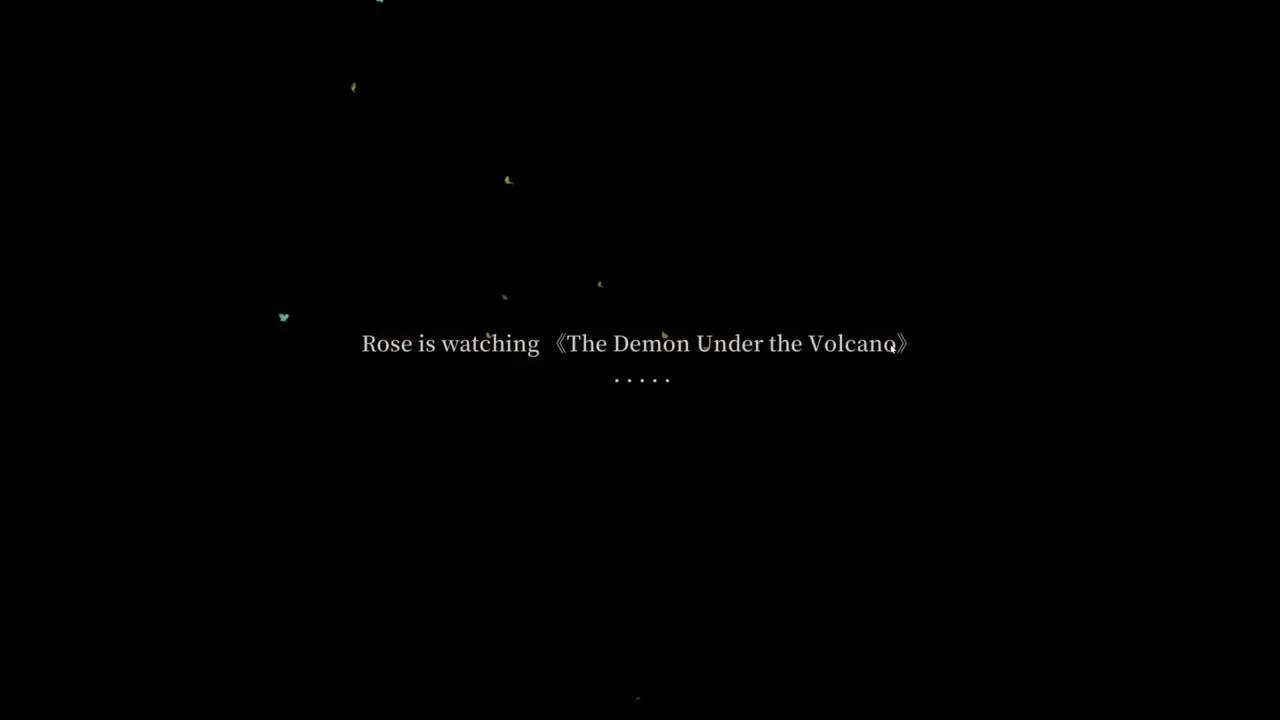 Rose is watching 《The Demon Under the Volcano》
.....